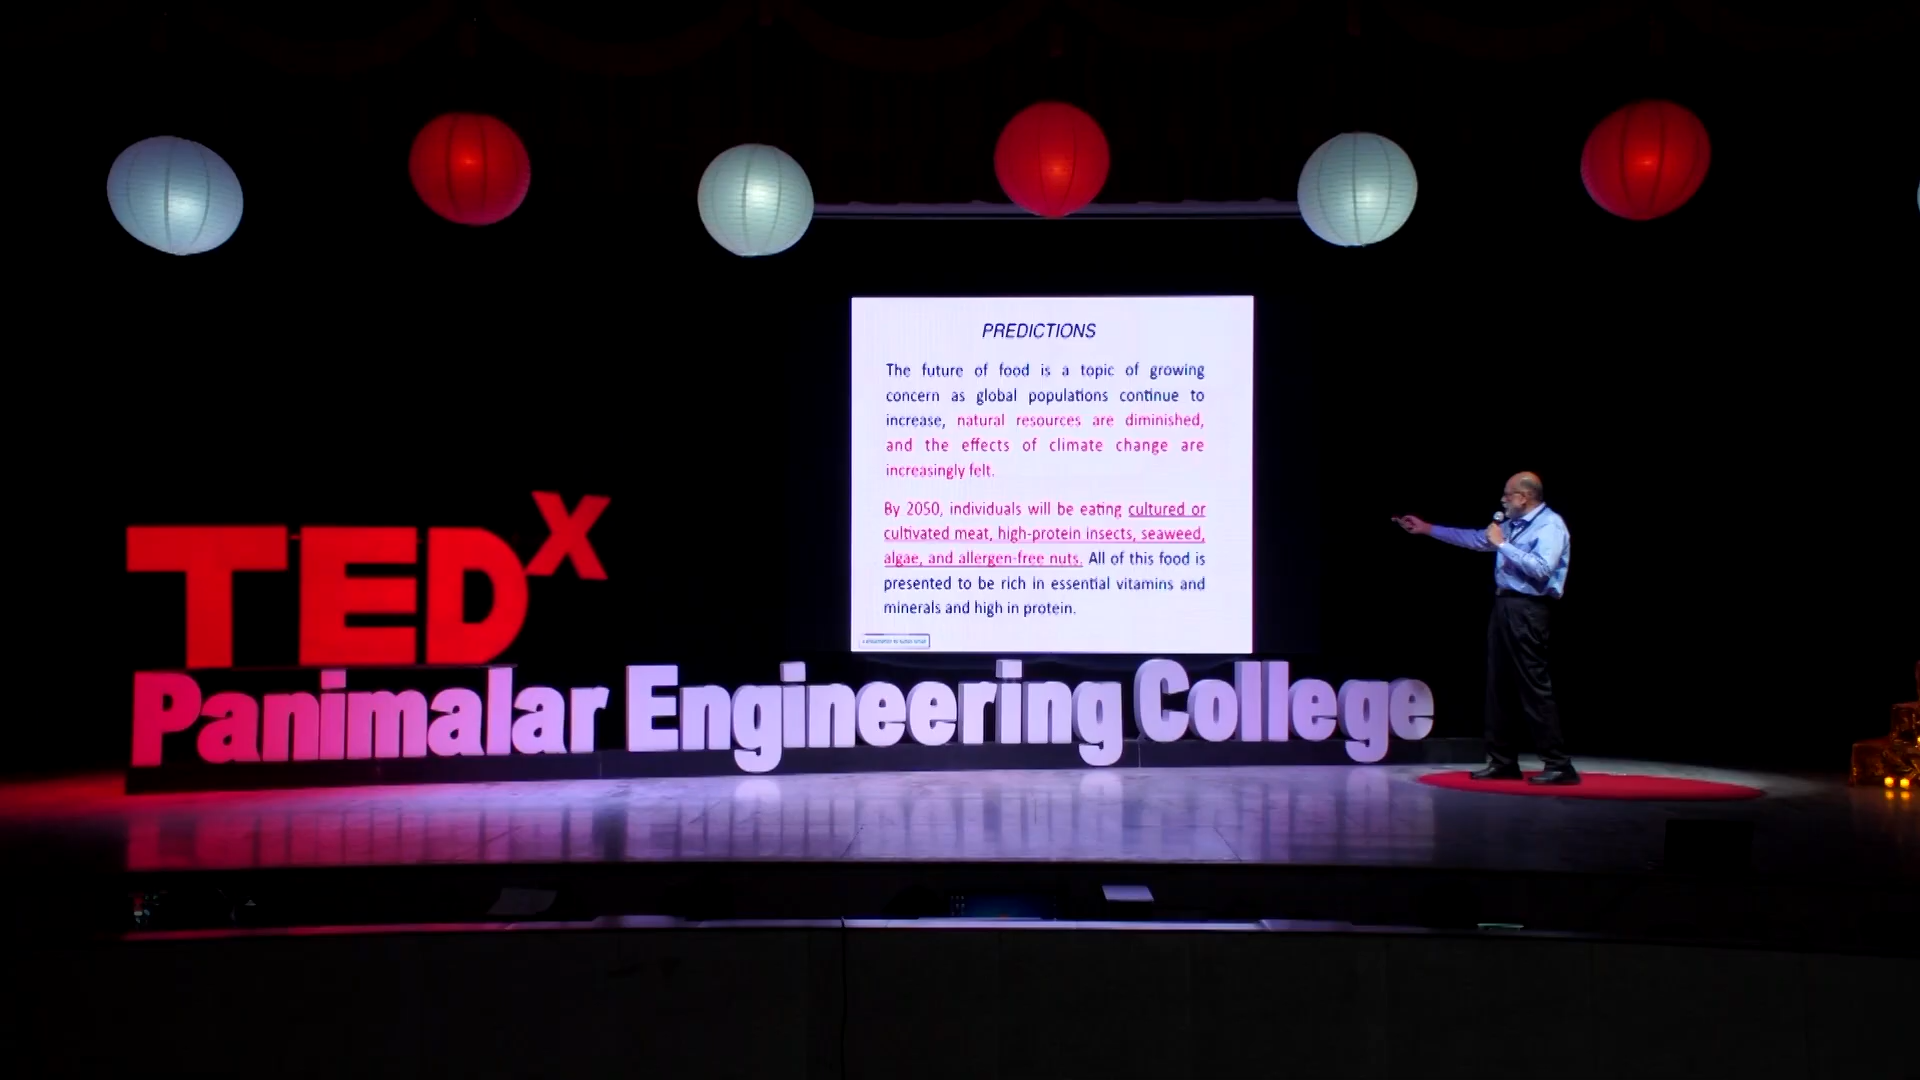 PREDICTIONS
The future of food is a topic of growing
concern as global populations continue to
increase, natural resources are diminished,
and the effects of climate change are
increasingly felt.
By 2050, individuals will be eating cultured or
cultivated meat, high-protein insects, seaweed,
algae, and allergen-free nuts. All of this food is
presented to be rich in essential vitamins and
minerals and high in protein.
TEDx
Panimalar Engineering College